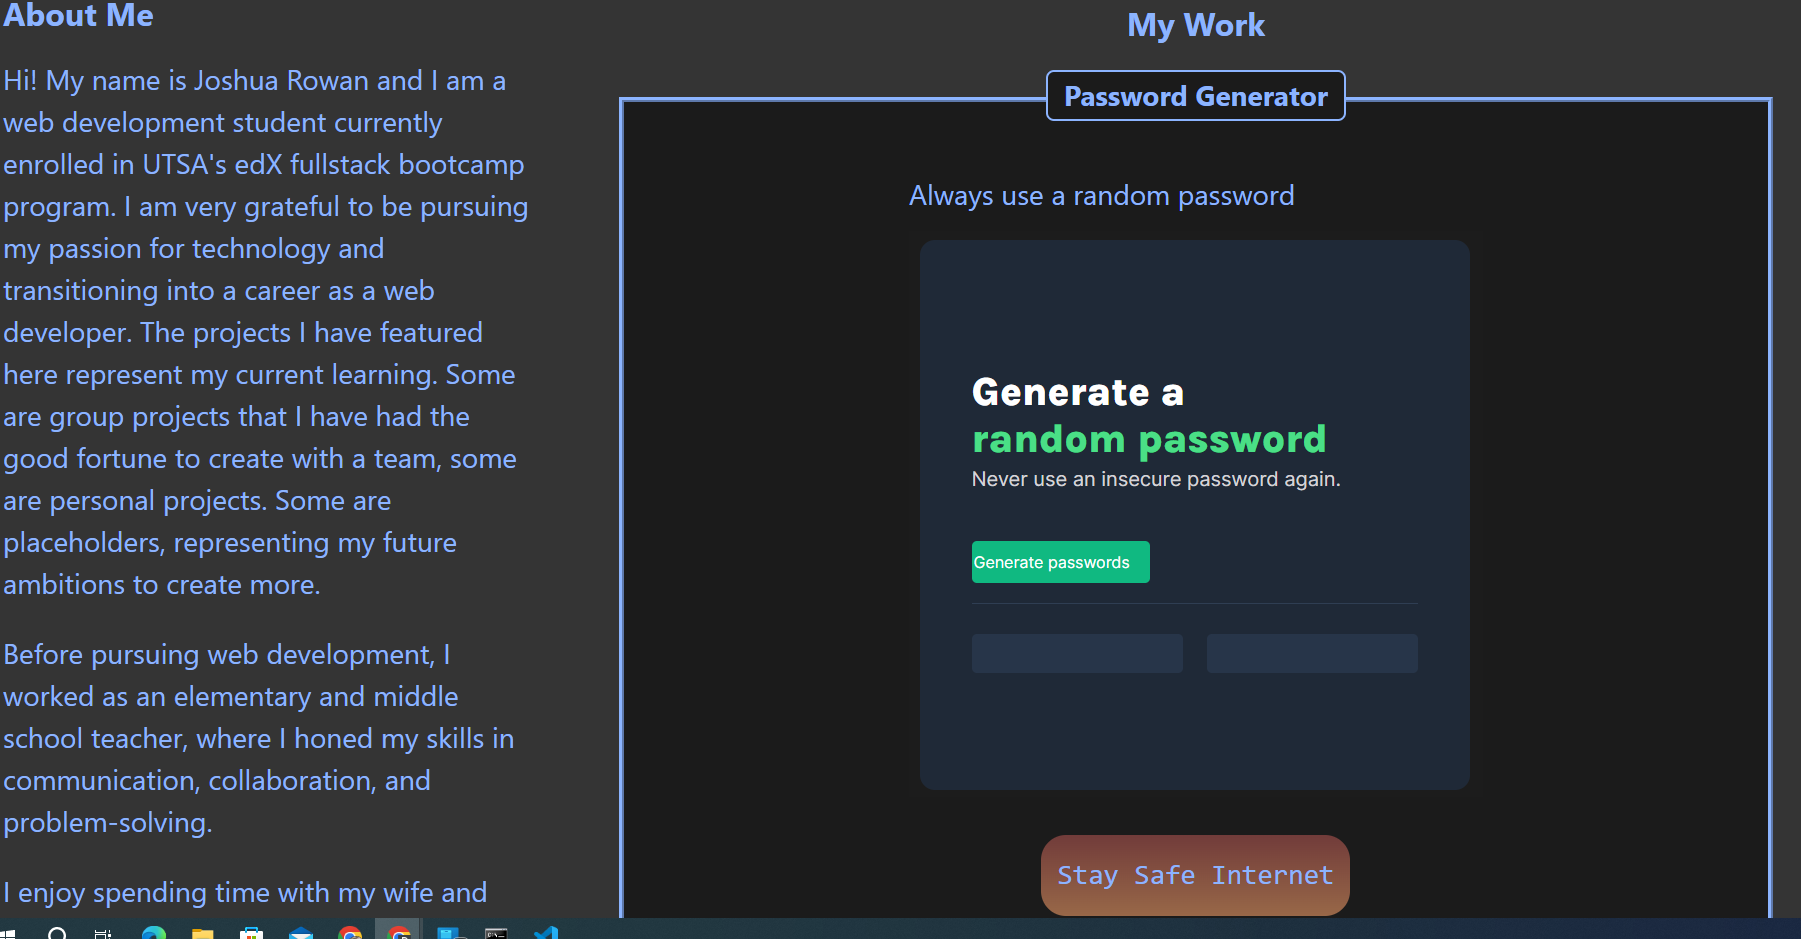 About Me
Hi! My name is Joshua Rowan and I am a
web development student currently
enrolled in UTSA's edX fullstack bootcamp
program. I am very grateful to be pursuing
my passion for technology and
transitioning into a career as a web
developer. The projects I have featured
here represent my current learning. Some
are group projects that I have had the
good fortune to create with a team, some
are personal projects. Some are
placeholders, representing my future
ambitions to create more.
Before pursuing web development, I
worked as an elementary and middle
school teacher, where I honed my skills in
communication, collaboration, and
problem-solving.
I enjoy spending time with my wife and
My Work
Password Generator
Always use a random password
Generate a
random password
Never use an insecure password again.
Generate passwords
Stay Safe Internet